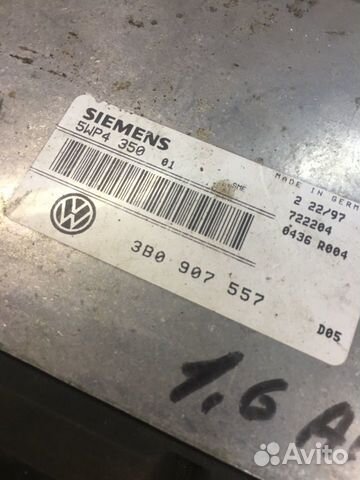 SIEMENS
5WP4 350 01
SME
MADE IN GERM
2 22/97
722204
0436 R004
3B0 907 557
D05
1,6
Avito